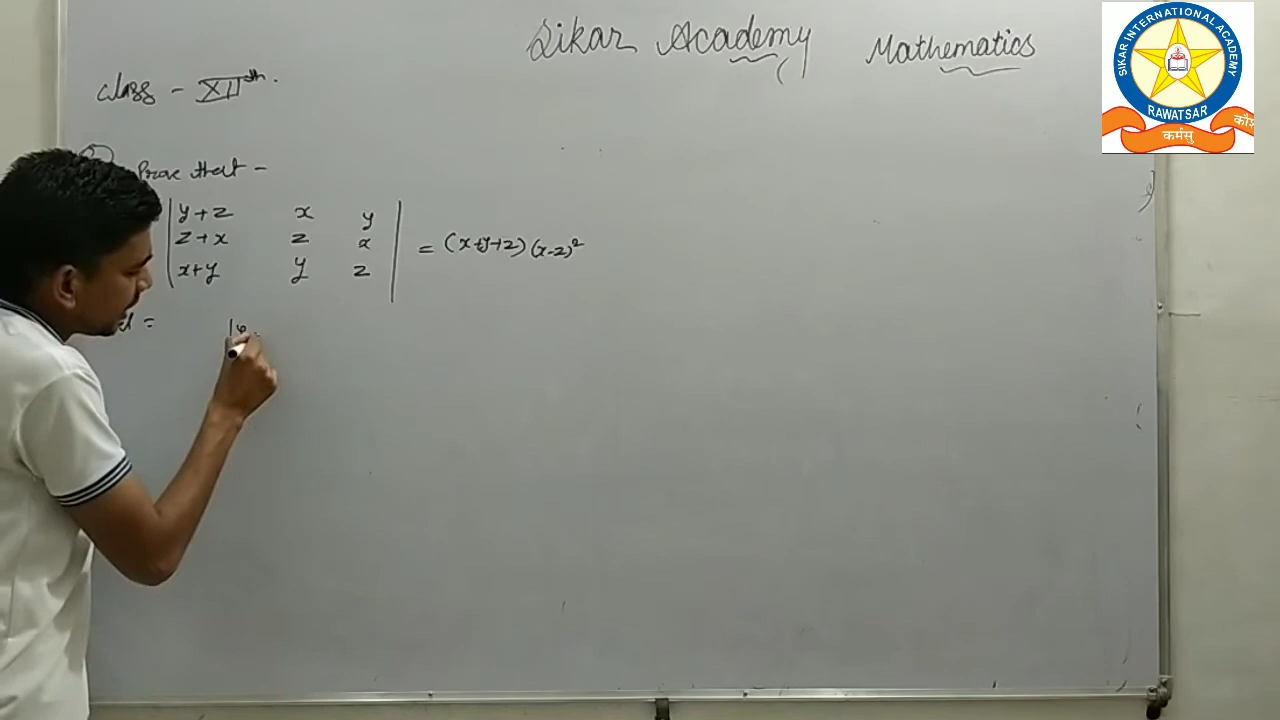 Sikar Academy Mathematics
Class - XIIth.
Prove that -
| y+z x y |
| z+x z x | = (x+y+z)(x-z)²
| x+y y z |
SIKAR INTERNATIONAL ACADEMY
RAWATSAR
कर्मसु